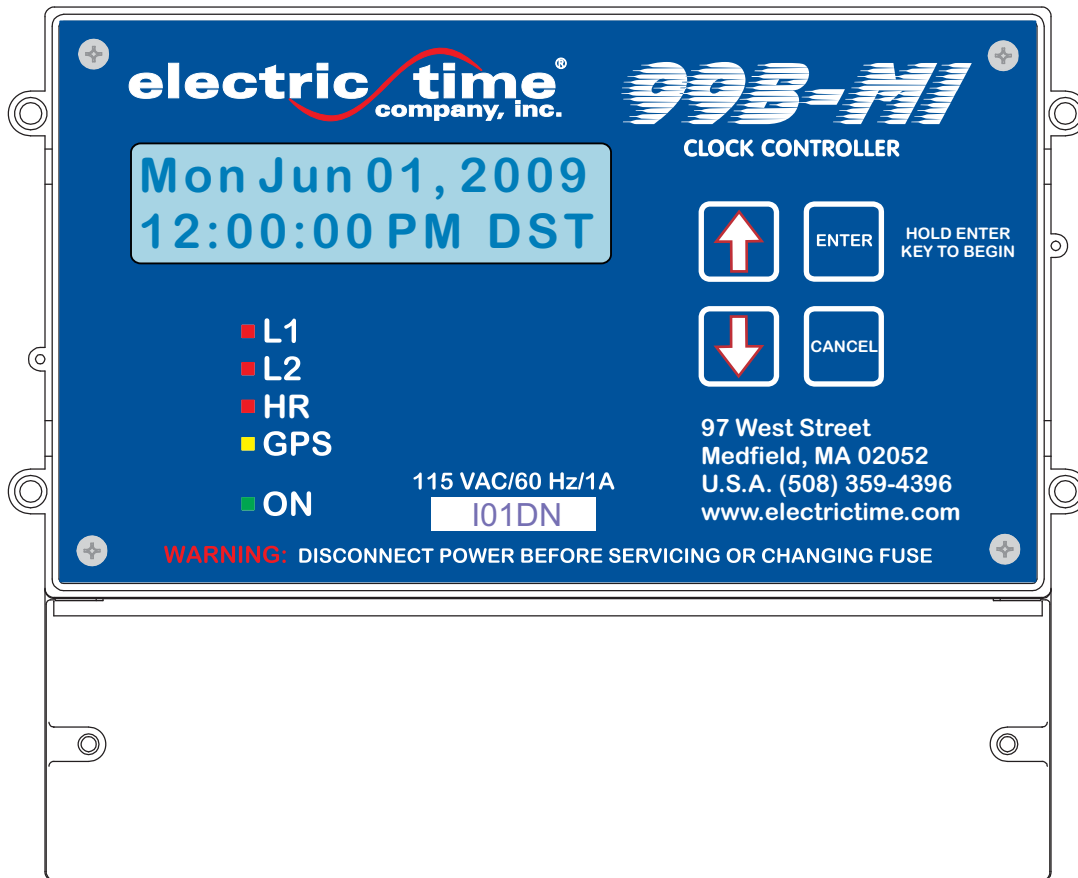 electric time®
company, inc.
99B-MI
CLOCK CONTROLLER
Mon Jun 01, 2009
12:00:00 PM DST
ENTER
HOLD ENTER
KEY TO BEGIN
CANCEL
L1
L2
HR
GPS
ON
115 VAC/60 Hz/1A
I01DN
97 West Street
Medfield, MA 02052
U.S.A. (508) 359-4396
www.electrictime.com
WARNING: DISCONNECT POWER BEFORE SERVICING OR CHANGING FUSE